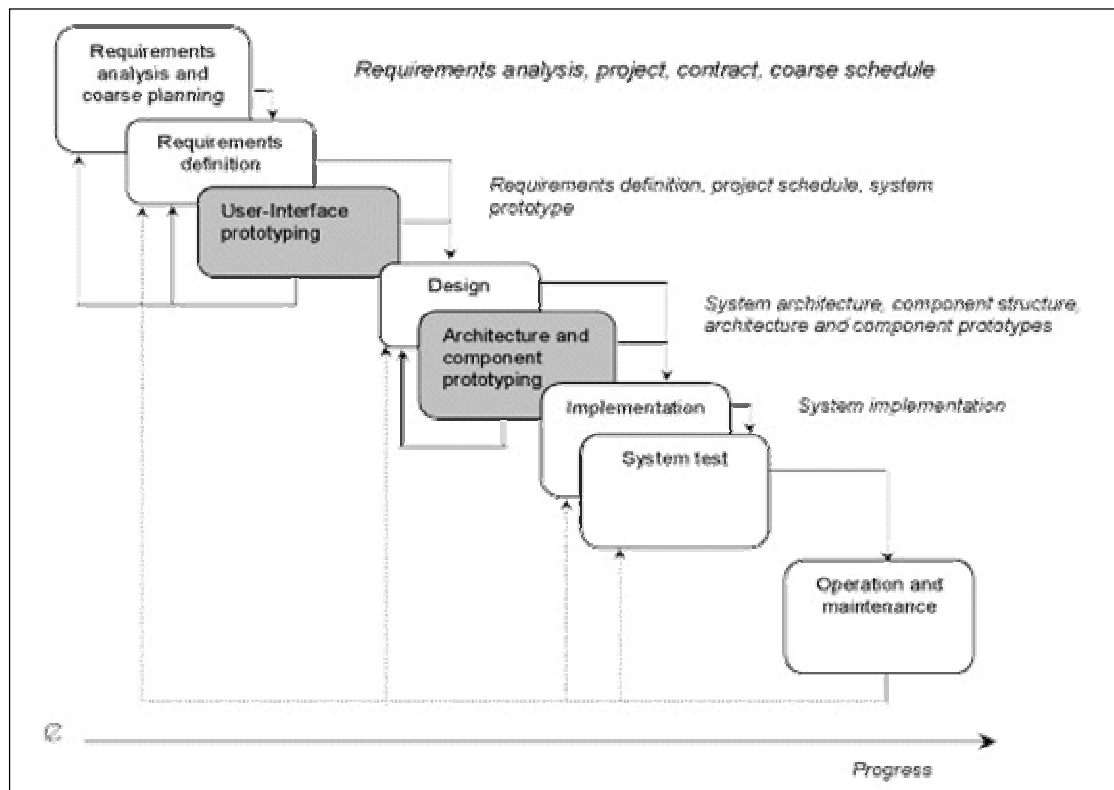 Requirements
analysis and
coarse planning
Requirements analysis, project, contract, coarse schedule
Requirements
definition
Requirements definition, project schedule, system
prototype
User-Interface
prototyping
Design
System architecture, component structure,
architecture and component prototypes
Architecture and
component
prototyping
Implementation
System implementation
System test
Operation and
maintenance
Progress